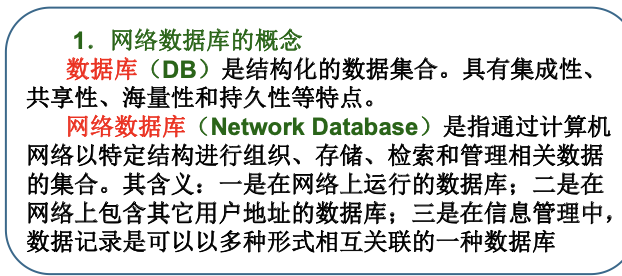 1. 网络数据库的概念
数据库（DB）是结构化的数据集合。具有集成性、
共享性、海量性和持久性等特点。
网络数据库（Network Database）是指通过计算机
网络以特定结构进行组织、存储、检索和管理相关数据
的集合。其含义：一是在网络上运行的数据库；二是在
网络上包含其它用户地址的数据库；三是在信息管理中，
数据记录是可以以多种形式相互关联的一种数据库